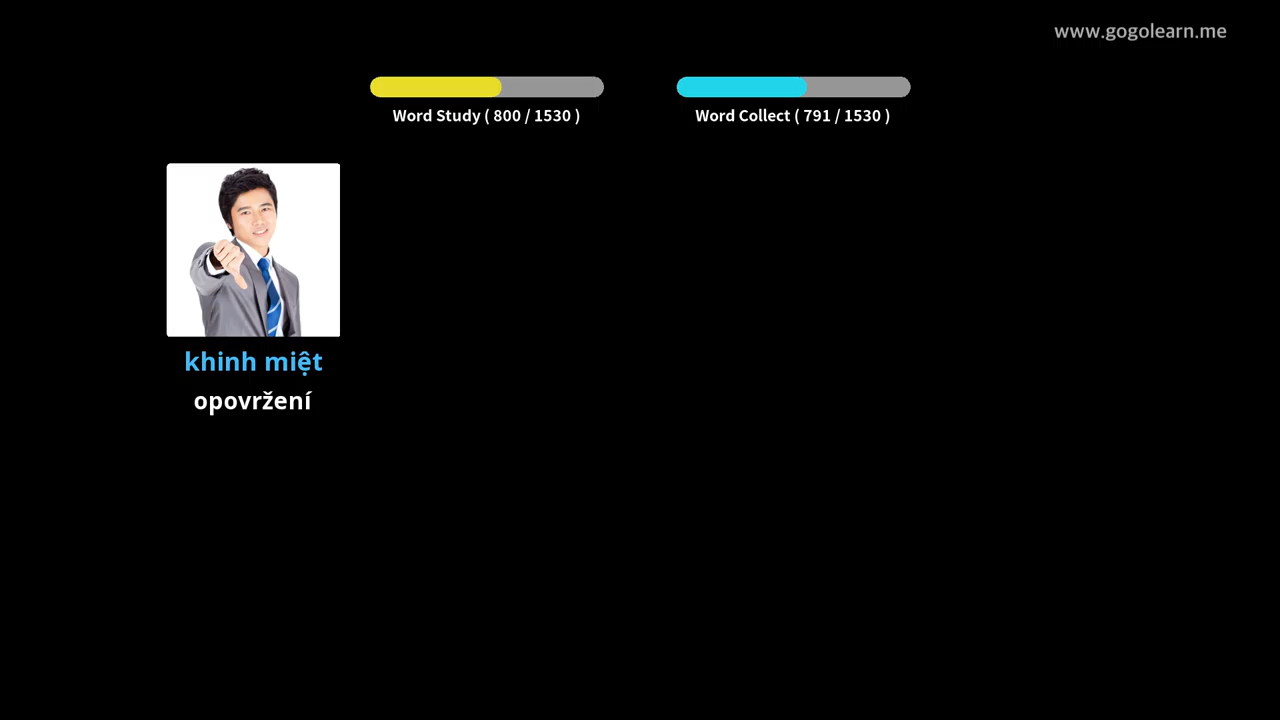 www.gogolearn.me
Word Study ( 800 / 1530 )
Word Collect ( 791 / 1530 )
khinh miệt
opovržení